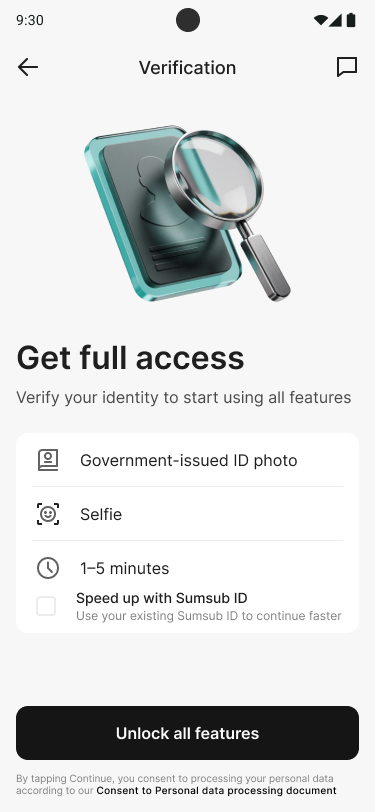 9:30
Verification
Get full access
Verify your identity to start using all features
Government-issued ID photo
Selfie
1–5 minutes
Speed up with Sumsub ID
Use your existing Sumsub ID to continue faster
Unlock all features
By tapping Continue, you consent to processing your personal data
according to our Consent to Personal data processing document